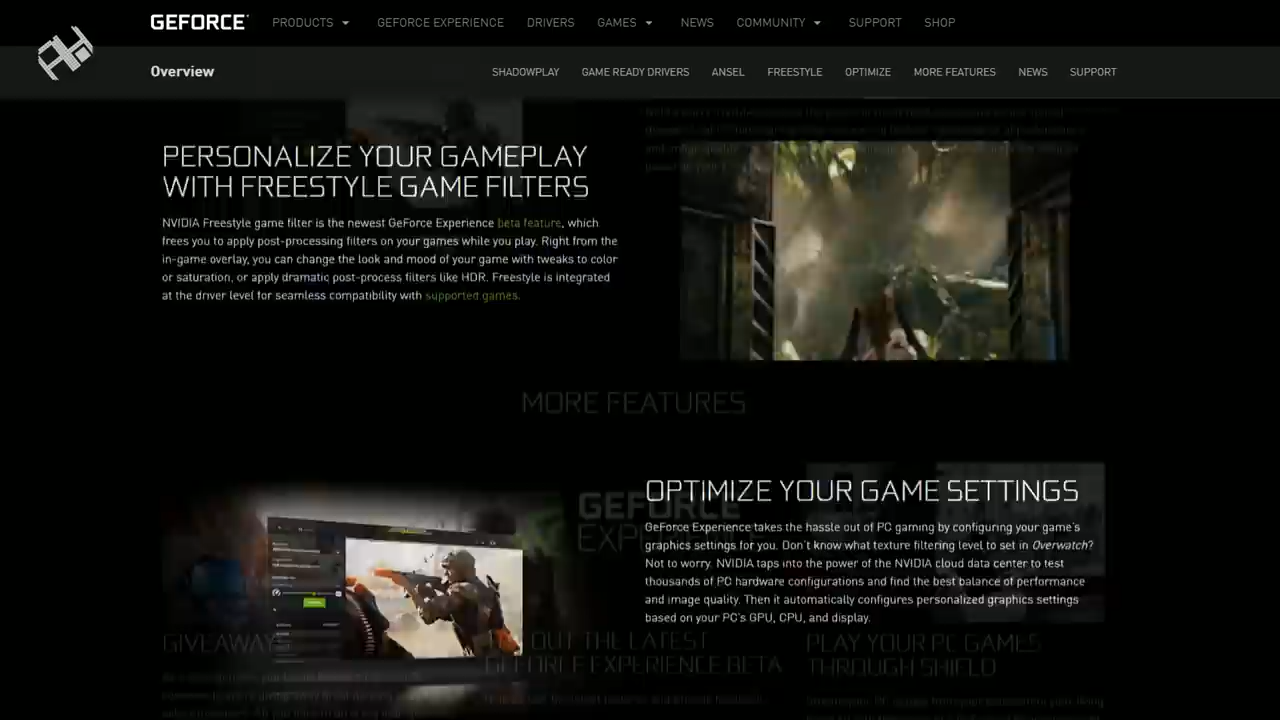 GEFORCE PRODUCTS GEFORCE EXPERIENCE DRIVERS GAMES NEWS COMMUNITY SUPPORT SHOP
Overview SHADOWPLAY GAME READY DRIVERS ANSEL FREESTYLE OPTIMIZE MORE FEATURES NEWS SUPPORT
PERSONALIZE YOUR GAMEPLAY
WITH FREESTYLE GAME FILTERS
NVIDIA Freestyle game filter is the newest GeForce Experience beta feature, which
frees you to apply post-processing filters on your games while you play. Right from the
in-game overlay, you can change the look and mood of your game with tweaks to color
or saturation, or apply dramatic post-process filters like HDR. Freestyle is integrated
at the driver level for seamless compatibility with supported games.
MORE FEATURES
GEFORCE
EXPERIENCE
OPTIMIZE YOUR GAME SETTINGS
GeForce Experience takes the hassle out of PC gaming by configuring your game's
graphics settings for you. Don't know what texture filtering level to set in Overwatch?
Not to worry. NVIDIA taps into the power of the NVIDIA cloud data center to test
thousands of PC hardware configurations and find the best balance of performance
and image quality. Then it automatically configures personalized graphics settings
based on your PC's GPU, CPU, and display.
GIVEAWAYS
OUT THE LATEST
GEFORCE EXPERIENCE BETA
PLAY YOUR PC GAMES
THROUGH SHIELD